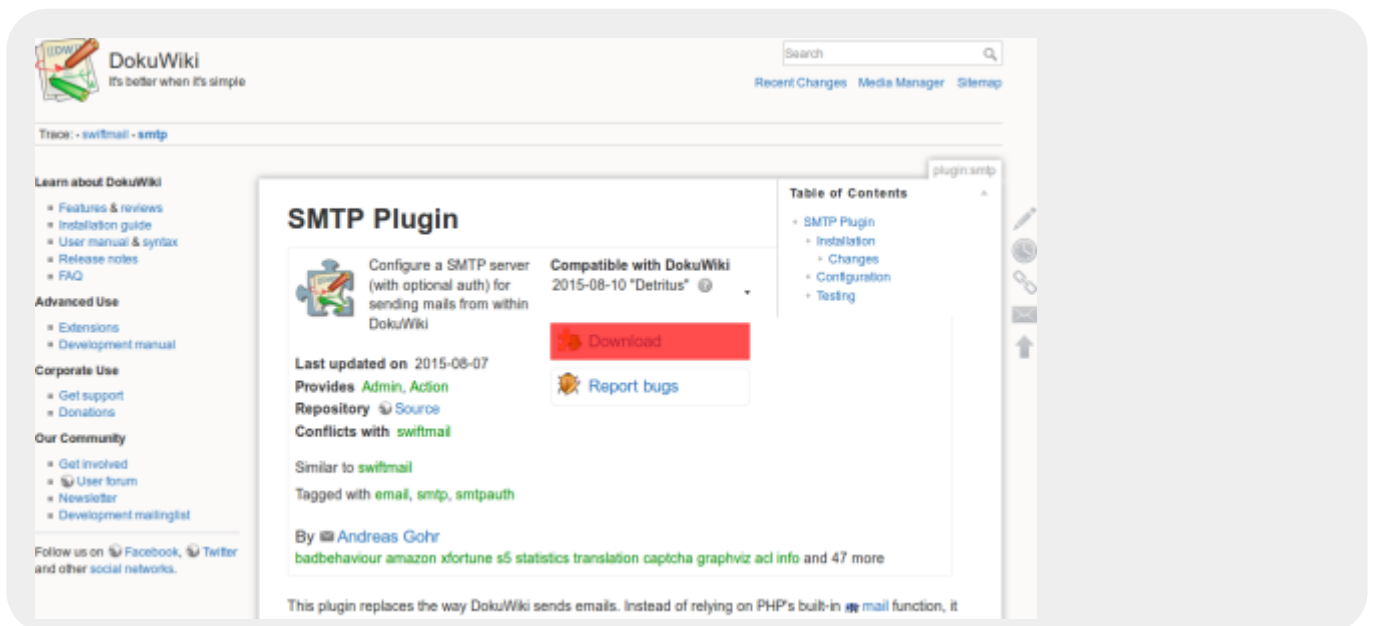 DokuWiki
It's better when it's simple
Search
Recent Changes Media Manager Sitemap
Trace: • swiftmail • smtp
plugin:smtp
Learn about DokuWiki
Features & reviews
Installation guide
User manual & syntax
Release notes
FAQ
Advanced Use
Extensions
Development manual
Corporate Use
Get support
Donations
Our Community
Get involved
User forum
Newsletter
Development mailinglist
Follow us on Facebook, Twitter
and other social networks.
SMTP Plugin
Configure a SMTP server
(with optional auth) for
sending mails from within
DokuWiki
Compatible with DokuWiki
2015-08-10 "Detritus"
Download
Report bugs
Last updated on 2015-08-07
Provides Admin, Action
Repository Source
Conflicts with swiftmail
Similar to swiftmail
Tagged with email, smtp, smtpauth
By Andreas Gohr
badbehaviour amazon xfortune s5 statistics translation captcha graphviz acl info and 47 more
This plugin replaces the way DokuWiki sends emails. Instead of relying on PHP's built-in mail function, it
Table of Contents
SMTP Plugin
Installation
Changes
Configuration
Testing